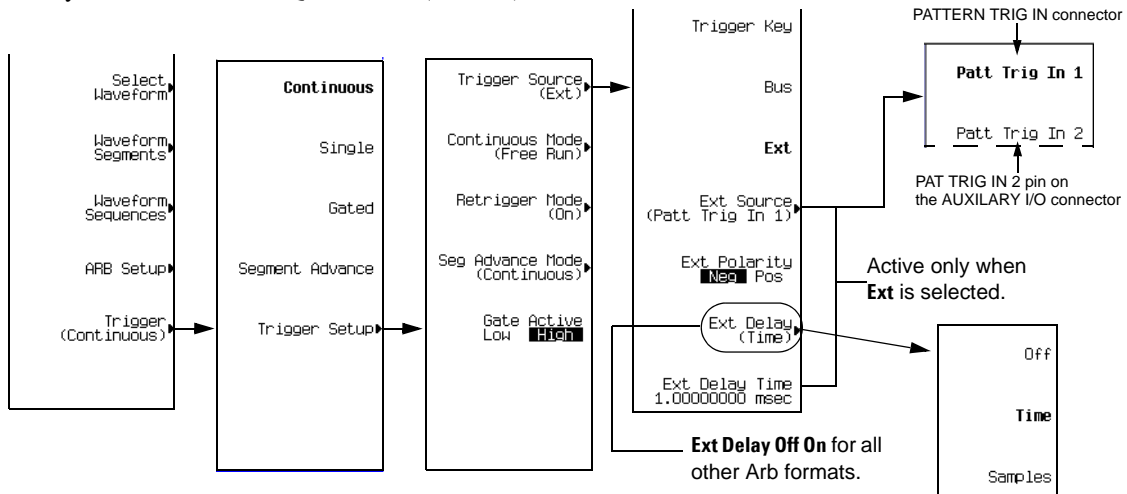 Select
Waveform
Waveform
Segments
Waveform
Sequences
ARB Setup
Trigger
(Continuous)
Continuous
Single
Gated
Segment Advance
Trigger Setup
Trigger Source
(Ext)
Continuous Mode
(Free Run)
Retrigger Mode
(On)
Seg Advance Mode
(Continuous)
Gate Active
Low High
Trigger Key
Bus
Ext
Ext Source
(Patt Trig In 1)
Ext Polarity
Neg Pos
Ext Delay
(Time)
Ext Delay Time
1.00000000 msec
PATTERN TRIG IN connector
Patt Trig In 1
Patt Trig In 2
PAT TRIG IN 2 pin on
the AUXILARY I/O connector
Active only when
Ext is selected.
Ext Delay Off On for all
other Arb formats.
Off
Time
Samples